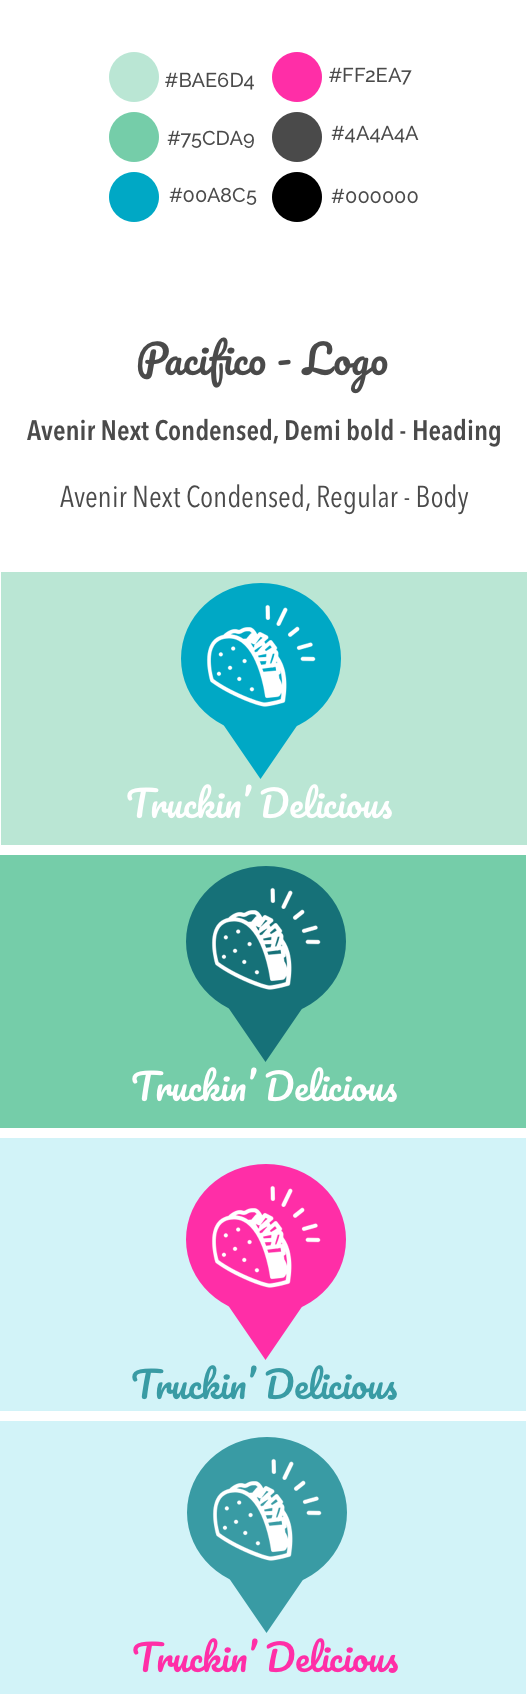 #BAE6D4 #FF2EA7
#75CDA9 #4A4A4A
#00A8C5 #000000
Pacifico - Logo
Avenir Next Condensed, Demi bold - Heading
Avenir Next Condensed, Regular - Body
Truckin' Delicious
Truckin' Delicious
Truckin' Delicious
Truckin' Delicious